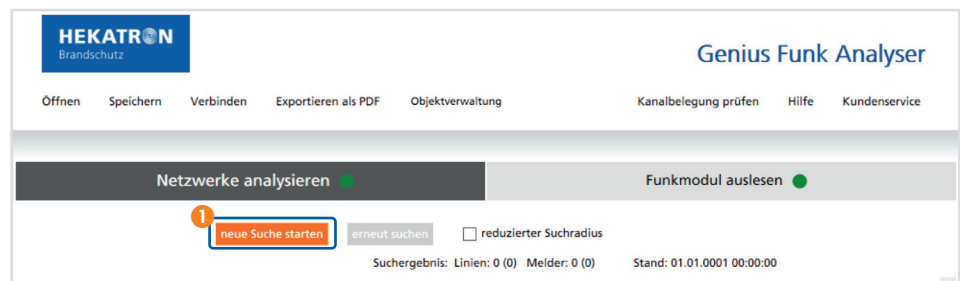 HEKATRON
Brandschutz
Genius Funk Analyser
Öffnen Speichern Verbinden Exportieren als PDF Objektverwaltung Kanalbelegung prüfen Hilfe Kundenservice
Netzwerke analysieren Funkmodul auslesen
1
neue Suche starten erneut suchen reduzierter Suchradius
Suchergebnis: Linien: 0 (0) Melder: 0 (0) Stand: 01.01.0001 00:00:00